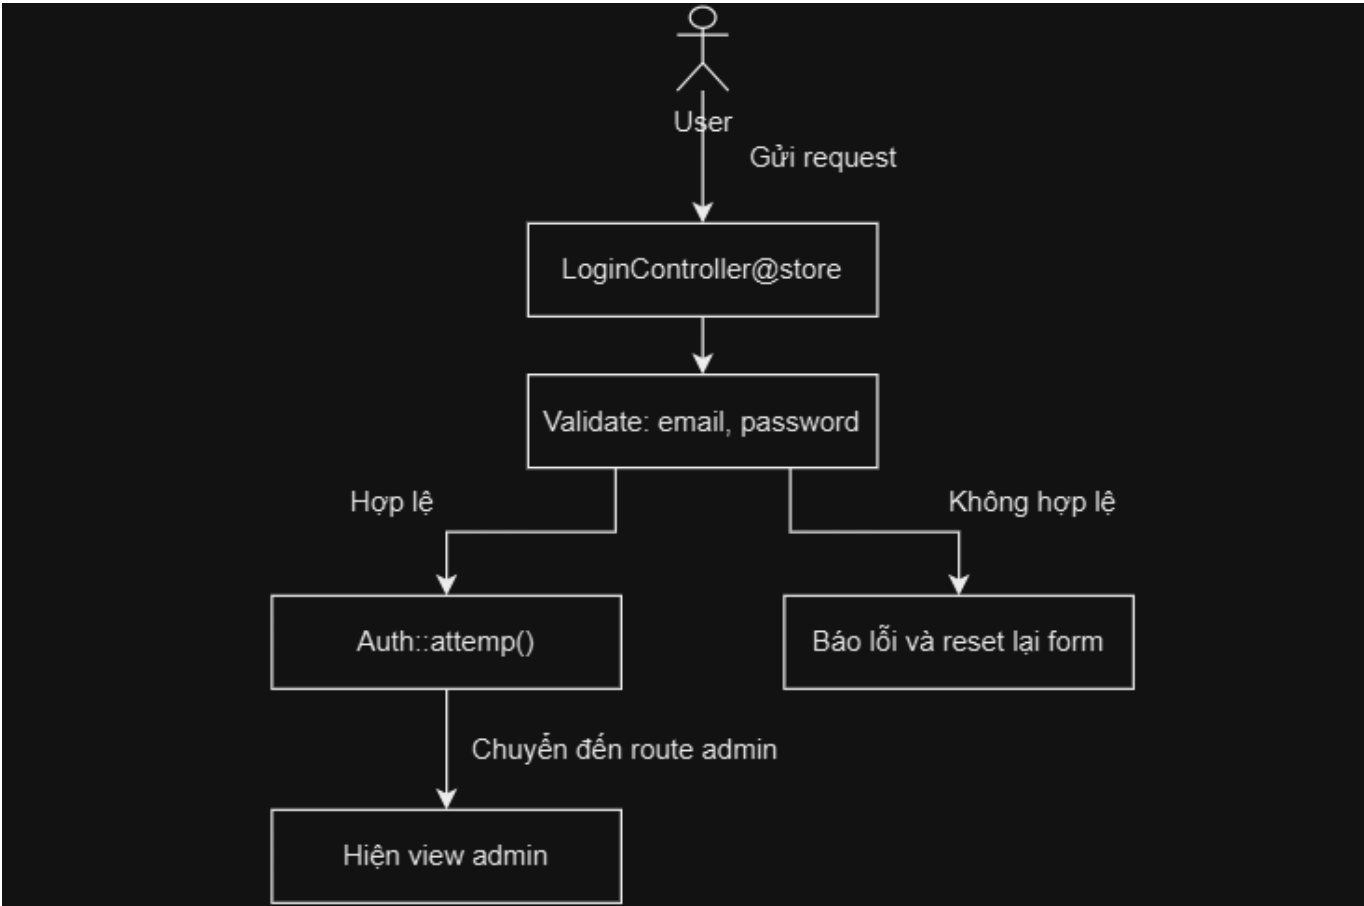 User
Gửi request
LoginController@store
Validate: email, password
Hợp lệ
Không hợp lệ
Auth::attemp()
Báo lỗi và reset lại form
Chuyển đến route admin
Hiện view admin